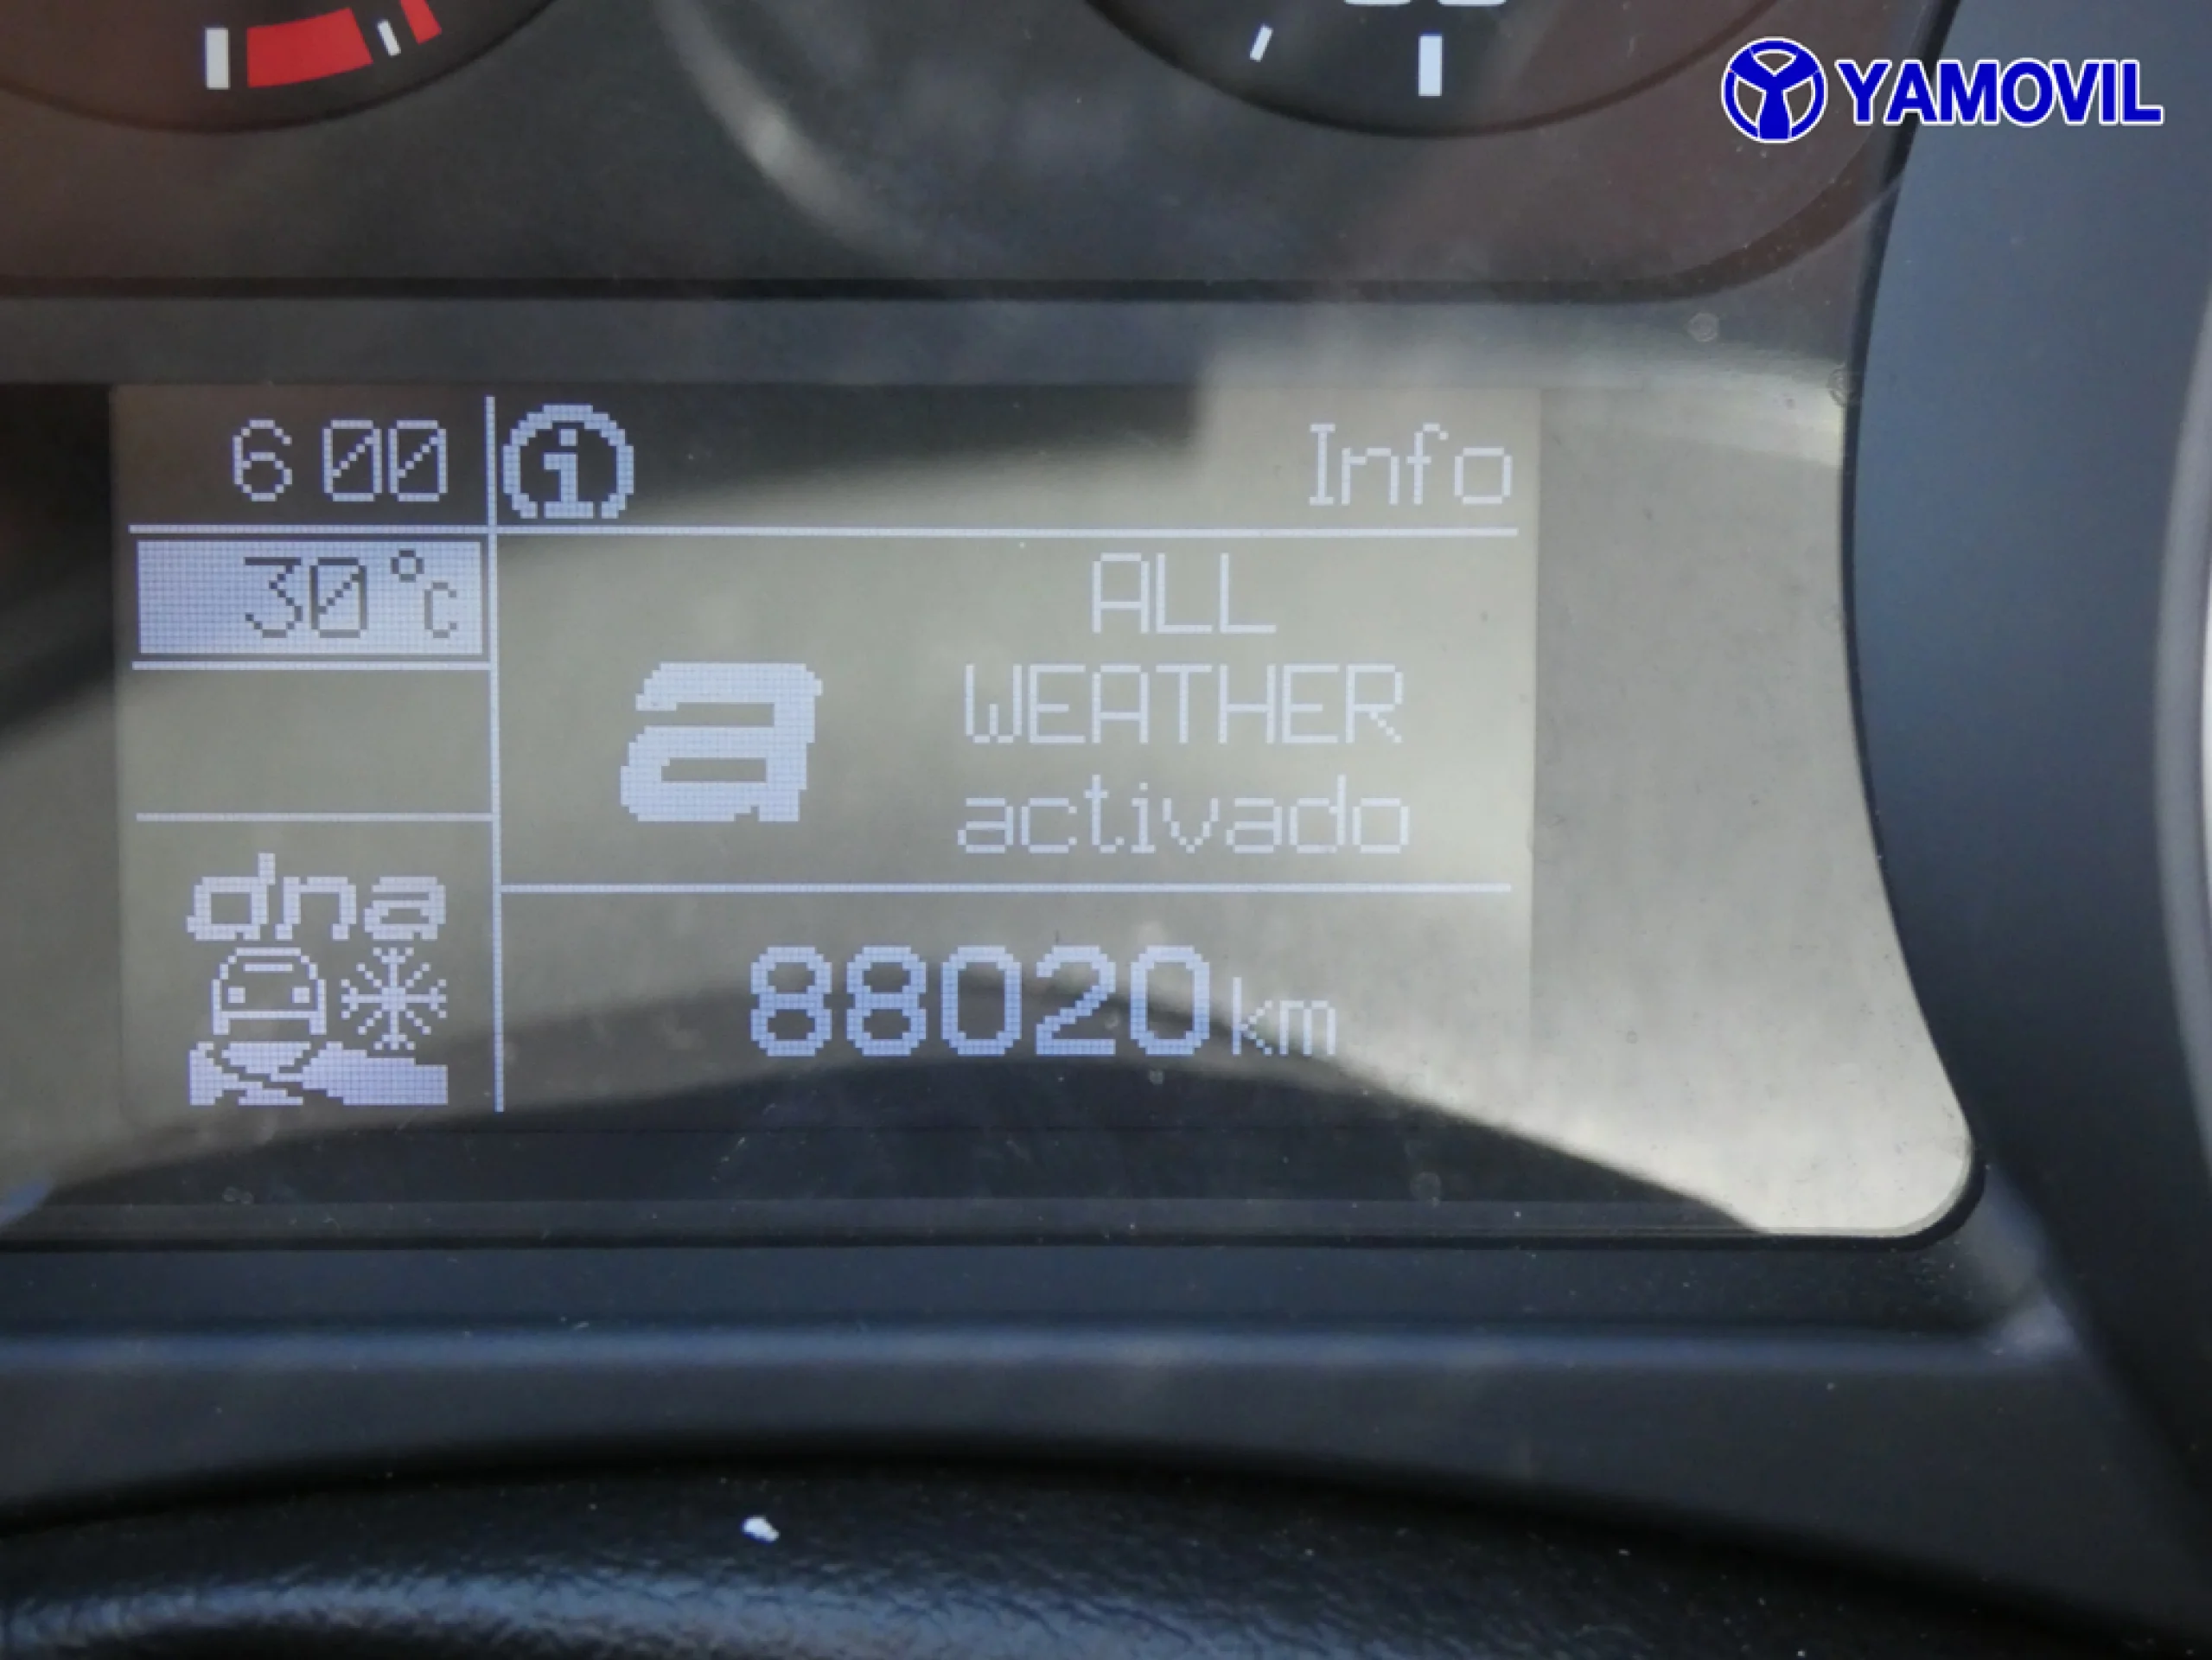 YAMOVIL
6 00
Info
30°c
ALL
WEATHER
a
activado
dna
88020 km